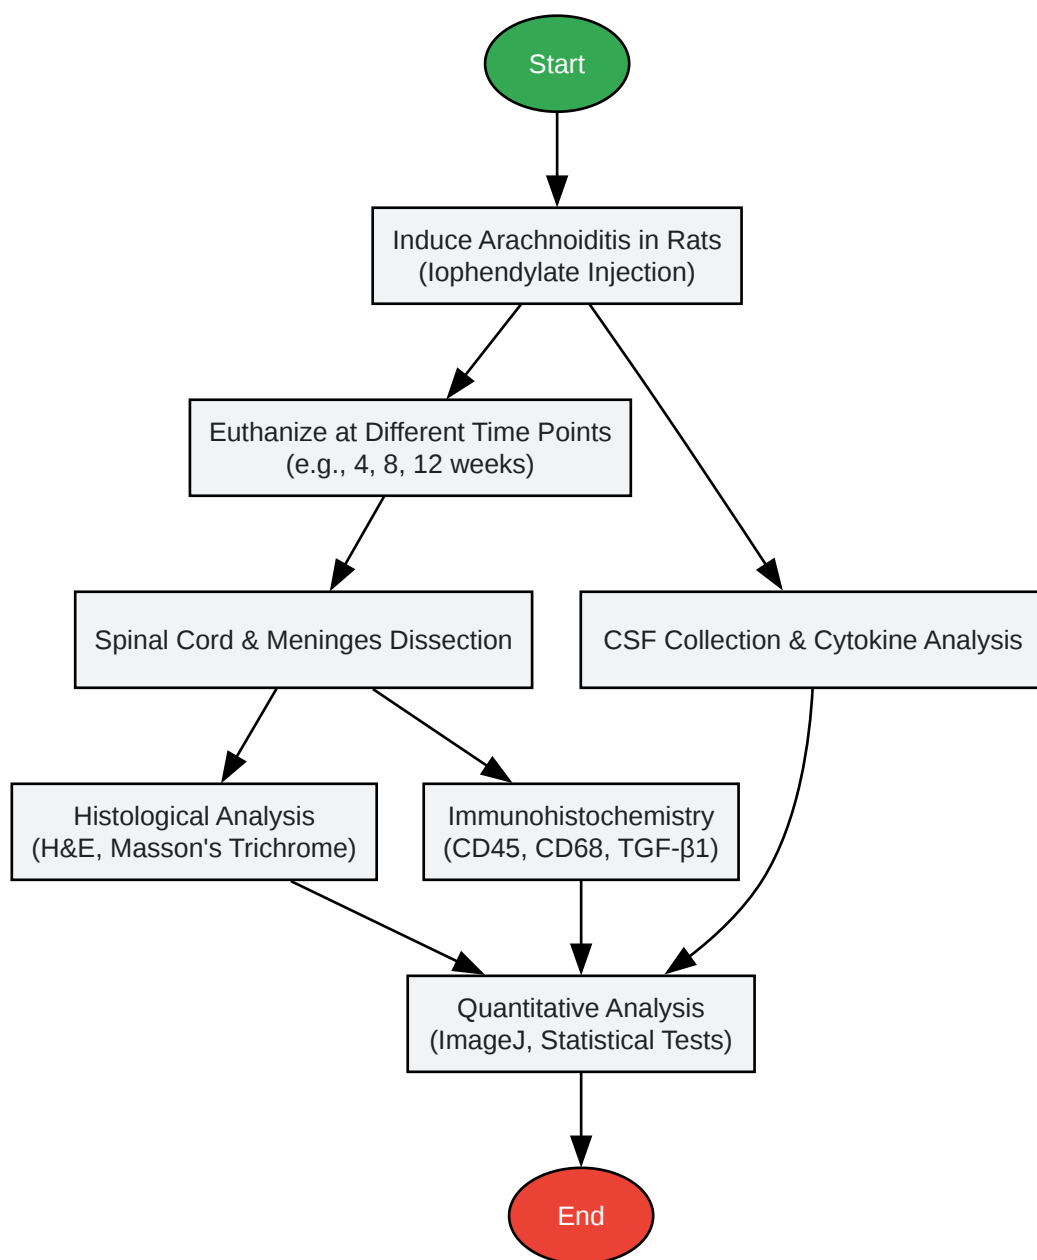 Start
Induce Arachnoiditis in Rats
(Iophendylate Injection)
Euthanize at Different Time Points
(e.g., 4, 8, 12 weeks)
Spinal Cord & Meninges Dissection
CSF Collection & Cytokine Analysis
Histological Analysis
(H&E, Masson's Trichrome)
Immunohistochemistry
(CD45, CD68, TGF-β1)
Quantitative Analysis
(ImageJ, Statistical Tests)
End